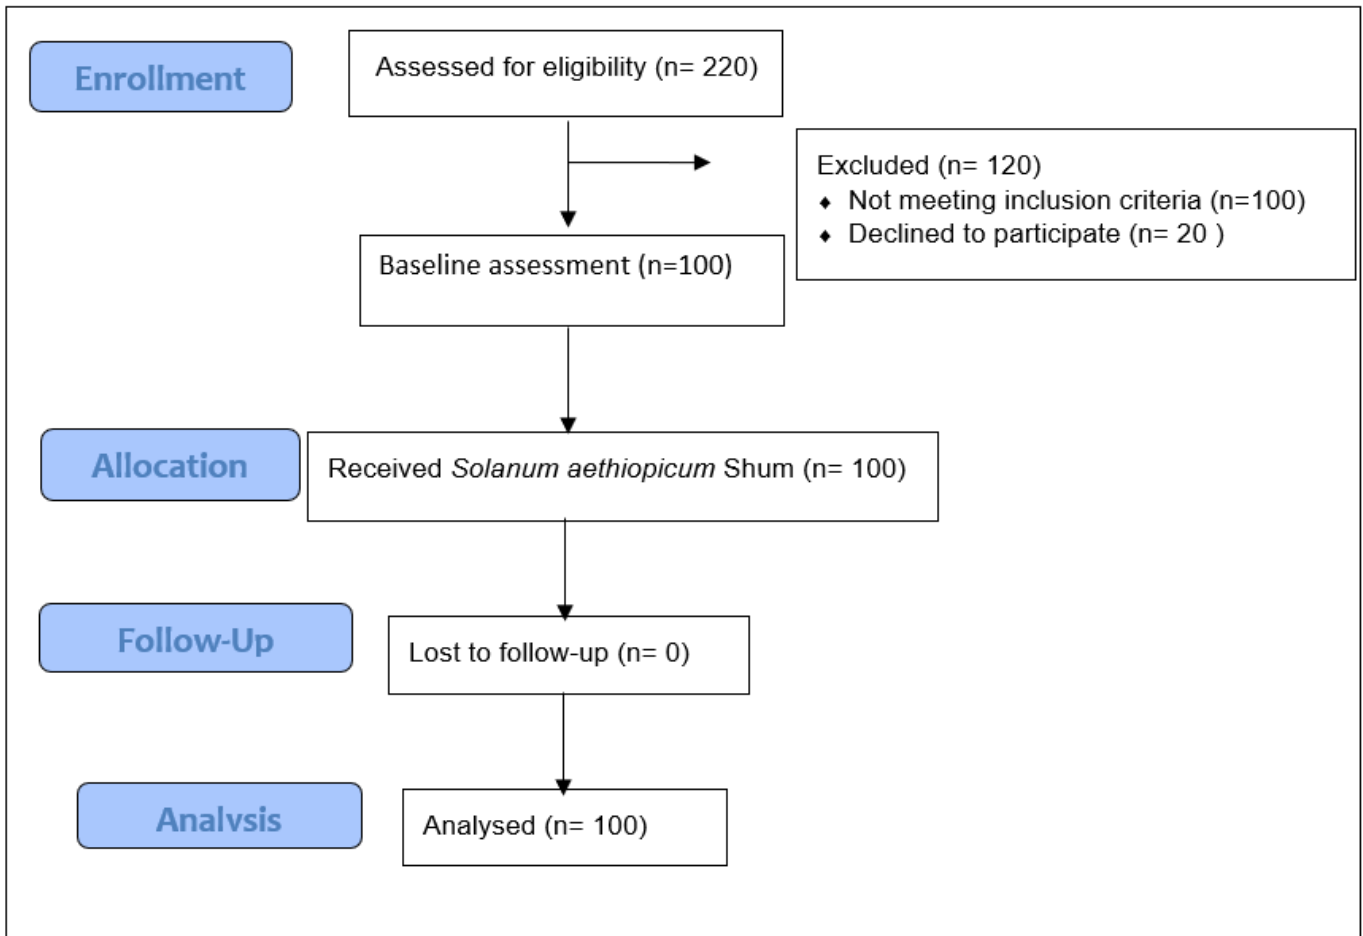 Enrollment
Assessed for eligibility (n= 220)
Excluded (n= 120)
♦ Not meeting inclusion criteria (n=100)
♦ Declined to participate (n= 20 )
Baseline assessment (n=100)
Allocation
Received Solanum aethiopicum Shum (n= 100)
Follow-Up
Lost to follow-up (n= 0)
Analysis
Analysed (n= 100)